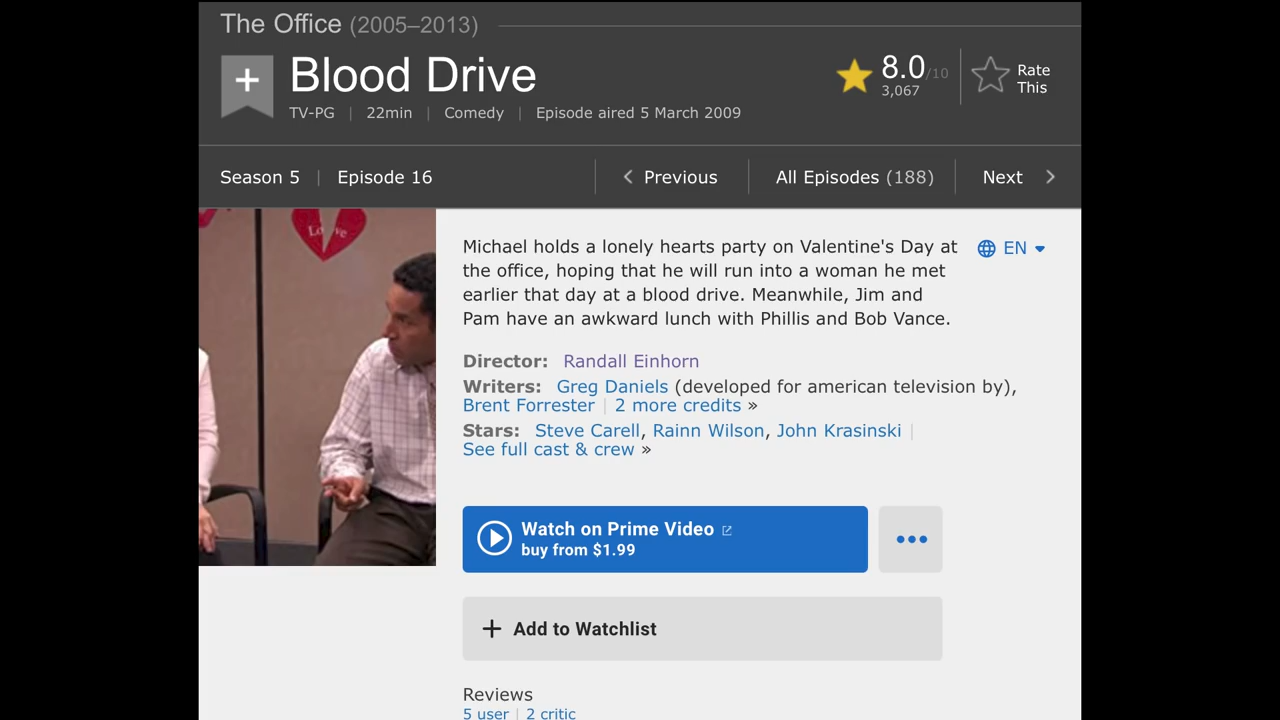 The Office (2005–2013)
+ Blood Drive
8.0/10
3,067
Rate
This
TV-PG | 22min | Comedy | Episode aired 5 March 2009
Season 5 | Episode 16
Previous | All Episodes (188) | Next
Love
Michael holds a lonely hearts party on Valentine's Day at
the office, hoping that he will run into a woman he met
earlier that day at a blood drive. Meanwhile, Jim and
Pam have an awkward lunch with Phillis and Bob Vance.
EN
Director: Randall Einhorn
Writers: Greg Daniels (developed for american television by),
Brent Forrester | 2 more credits »
Stars: Steve Carell, Rainn Wilson, John Krasinski |
See full cast & crew »
Watch on Prime Video
buy from $1.99
+ Add to Watchlist
Reviews
5 user | 2 critic